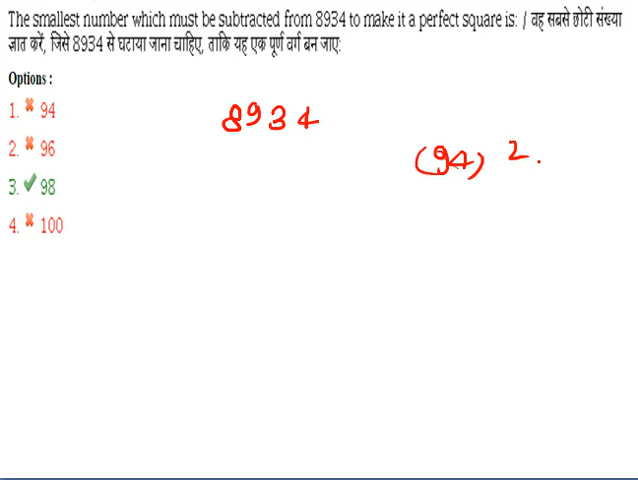 The smallest number which must be subtracted from 8934 to make it a perfect square is: / वह सबसे छोटी संख्या
ज्ञात करें, जिसे 8934 से घटाया जाना चाहिए, ताकि यह एक पूर्ण वर्ग बन जाए:
Options :
1. 94
2. 96
3. 98
4. 100
8934
(94) 2.